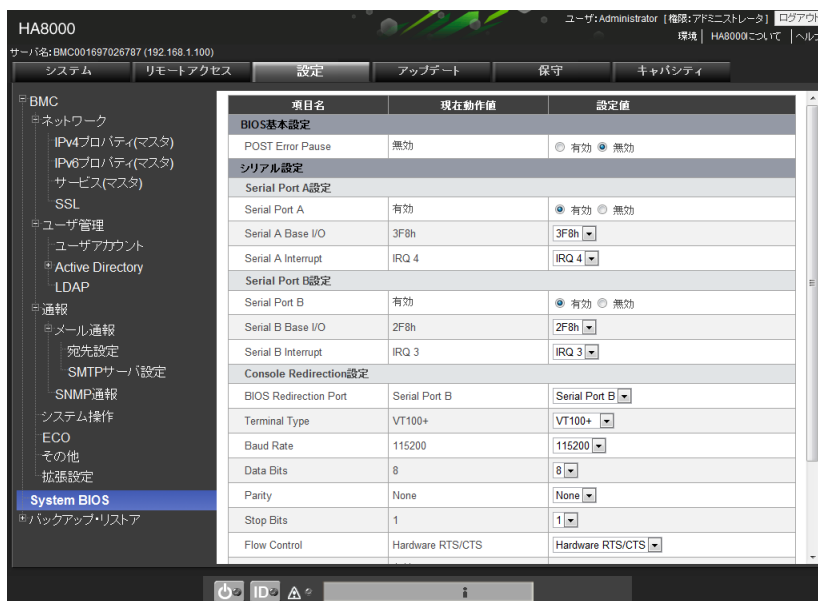 HA8000
ユーザ:Administrator [権限:アドミニストレータ] ログアウト
環境 | HA8000について | ヘル
サーバ名:BMC001697026787 (192.168.1.100)
システム リモートアクセス 設定 アップデート 保守 キャパシティ
BMC
ネットワーク
IPv4プロパティ(マスタ)
IPv6プロパティ(マスタ)
サービス(マスタ)
SSL
ユーザ管理
ユーザアカウント
Active Directory
LDAP
通報
メール通報
宛先設定
SMTPサーバ設定
SNMP通報
システム操作
ECO
その他
拡張設定
System BIOS
バックアップ・リストア
項目名 現在動作値 設定値
BIOS基本設定
POST Error Pause 無効 有効 無効
シリアル設定
Serial Port A設定
Serial Port A 有効 有効 無効
Serial A Base I/O 3F8h 3F8h
Serial A Interrupt IRQ 4 IRQ 4
Serial Port B設定
Serial Port B 有効 有効 無効
Serial B Base I/O 2F8h 2F8h
Serial B Interrupt IRQ 3 IRQ 3
Console Redirection設定
BIOS Redirection Port Serial Port B Serial Port B
Terminal Type VT100+ VT100+
Baud Rate 115200 115200
Data Bits 8 8
Parity None None
Stop Bits 1 1
Flow Control Hardware RTS/CTS Hardware RTS/CTS
ID